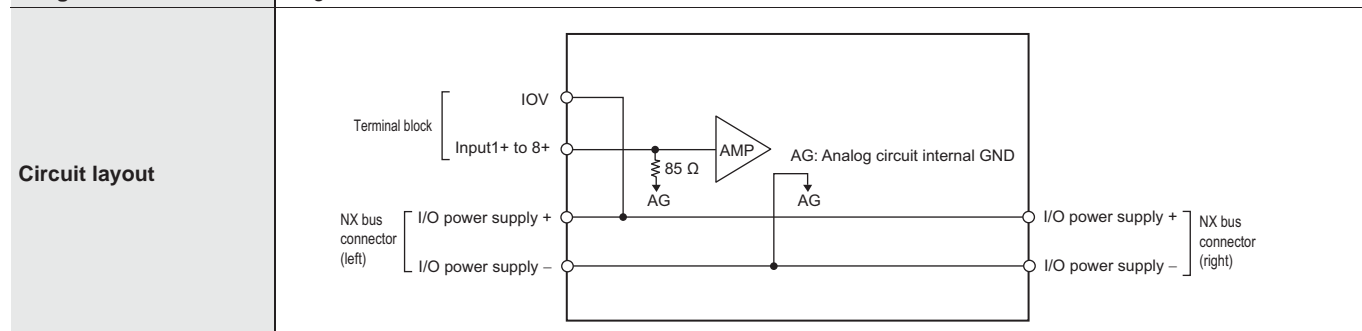 Circuit layout
Terminal block
IOV
Input1+ to 8+
AMP
85 Ω
AG
AG: Analog circuit internal GND
AG
NX bus
connector
(left)
I/O power supply +
I/O power supply −
I/O power supply +
I/O power supply −
NX bus
connector
(right)